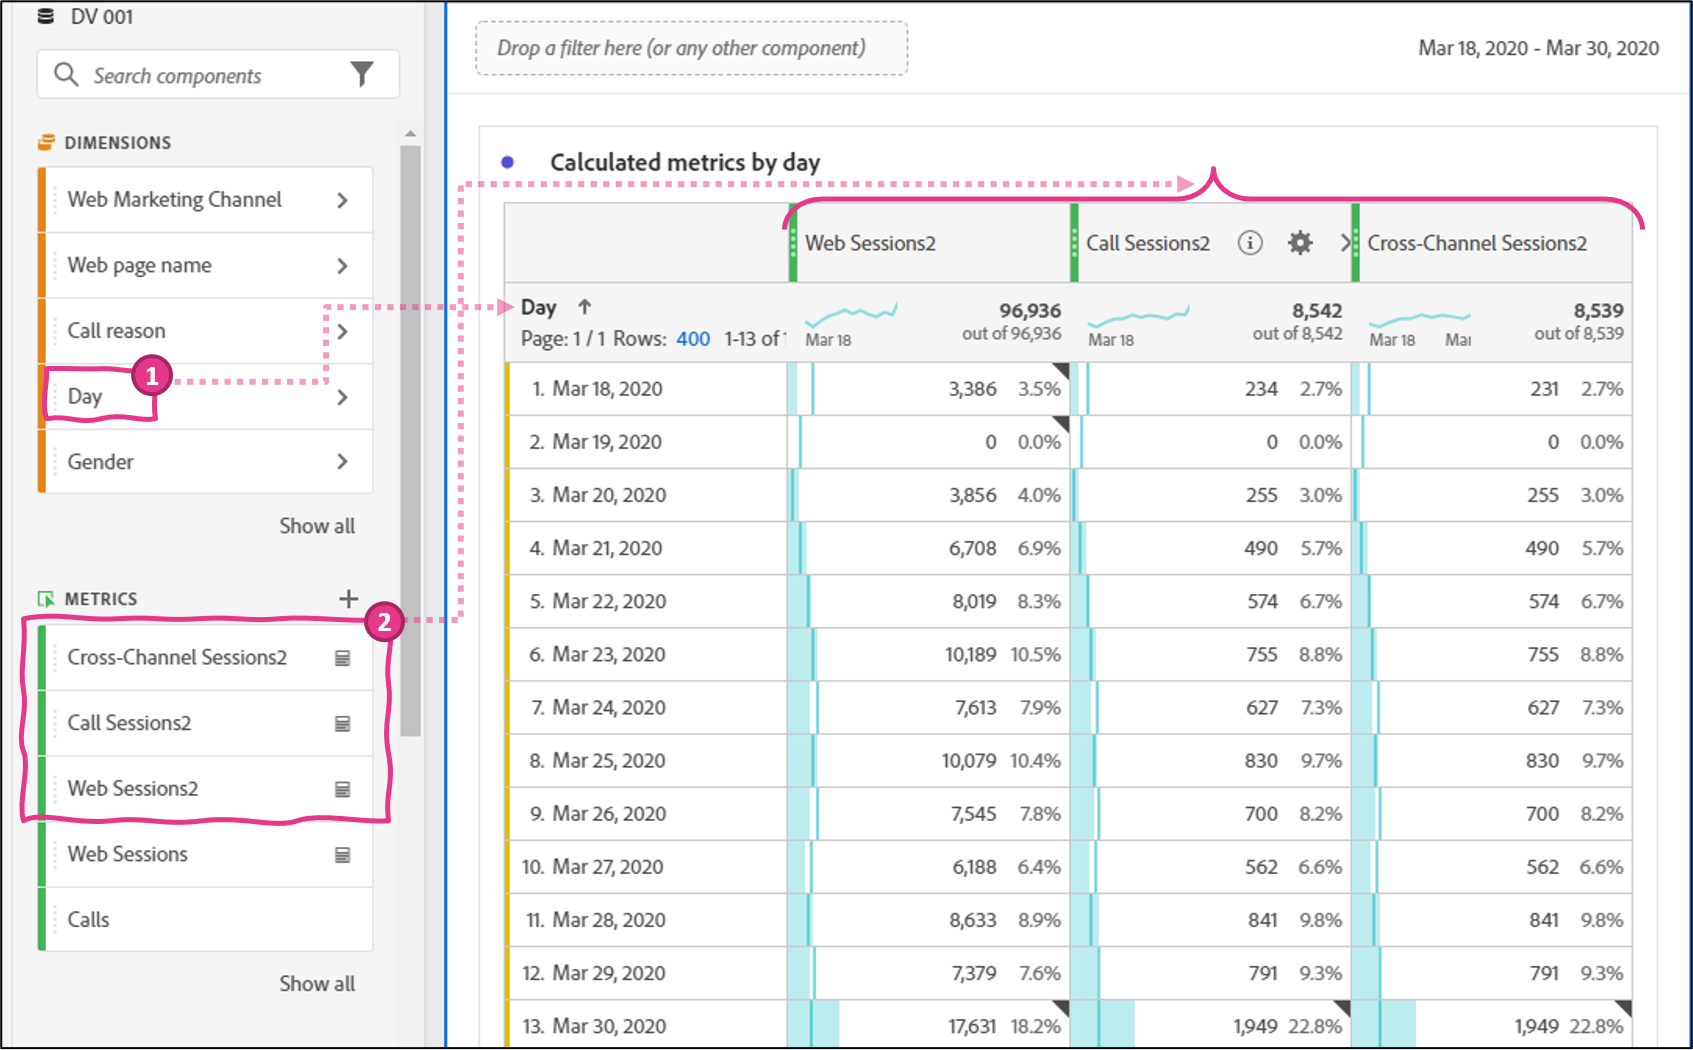 DV 001
Search components
DIMENSIONS
Web Marketing Channel
Web page name
Call reason
1
Day
Gender
Show all
METRICS
2
Cross-Channel Sessions2
Call Sessions2
Web Sessions2
Web Sessions
Calls
Show all
Drop a filter here (or any other component)
Mar 18, 2020 - Mar 30, 2020
Calculated metrics by day
Web Sessions2 Call Sessions2 Cross-Channel Sessions2
Day 96,936 8,542 8,539
Page: 1 / 1 Rows: 400 1-13 of Mar 18 out of 96,936 Mar 18 out of 8,542 Mar 18 Mar out of 8,539
1. Mar 18, 2020 3,386 3.5% 234 2.7% 231 2.7%
2. Mar 19, 2020 0 0.0% 0 0.0% 0 0.0%
3. Mar 20, 2020 3,856 4.0% 255 3.0% 255 3.0%
4. Mar 21, 2020 6,708 6.9% 490 5.7% 490 5.7%
5. Mar 22, 2020 8,019 8.3% 574 6.7% 574 6.7%
6. Mar 23, 2020 10,189 10.5% 755 8.8% 755 8.8%
7. Mar 24, 2020 7,613 7.9% 627 7.3% 627 7.3%
8. Mar 25, 2020 10,079 10.4% 830 9.7% 830 9.7%
9. Mar 26, 2020 7,545 7.8% 700 8.2% 700 8.2%
10. Mar 27, 2020 6,188 6.4% 562 6.6% 562 6.6%
11. Mar 28, 2020 8,633 8.9% 841 9.8% 841 9.8%
12. Mar 29, 2020 7,379 7.6% 791 9.3% 791 9.3%
13. Mar 30, 2020 17,631 18.2% 1,949 22.8% 1,949 22.8%